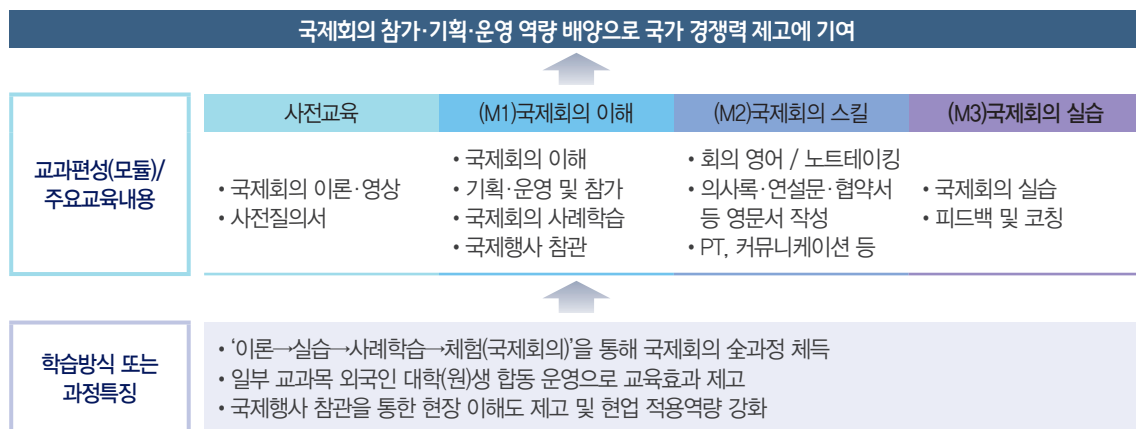 국제회의 참가·기획·운영 역량 배양으로 국가 경쟁력 제고에 기여
교과편성(모듈)/
주요교육내용
사전교육
• 국제회의 이론·영상
• 사전질의서
(M1)국제회의 이해
• 국제회의 이해
• 기획·운영 및 참가
• 국제회의 사례학습
• 국제행사 참관
(M2)국제회의 스킬
• 회의 영어 / 노트테이킹
• 의사록·연설문·협약서
등 영문서 작성
• PT, 커뮤니케이션 등
(M3)국제회의 실습
• 국제회의 실습
• 피드백 및 코칭
학습방식 또는
과정특징
• ‘이론→실습→사례학습→체험(국제회의)’을 통해 국제회의 全과정 체득
• 일부 교과목 외국인 대학(원)생 합동 운영으로 교육효과 제고
• 국제행사 참관을 통한 현장 이해도 제고 및 현업 적용역량 강화